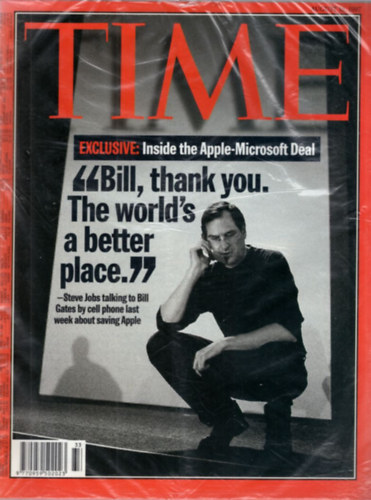 TIME
EXCLUSIVE: Inside the Apple-Microsoft Deal
“Bill, thank you.
The world's
a better
place.”
—Steve Jobs talking to Bill
Gates by cell phone last
week about saving Apple
33